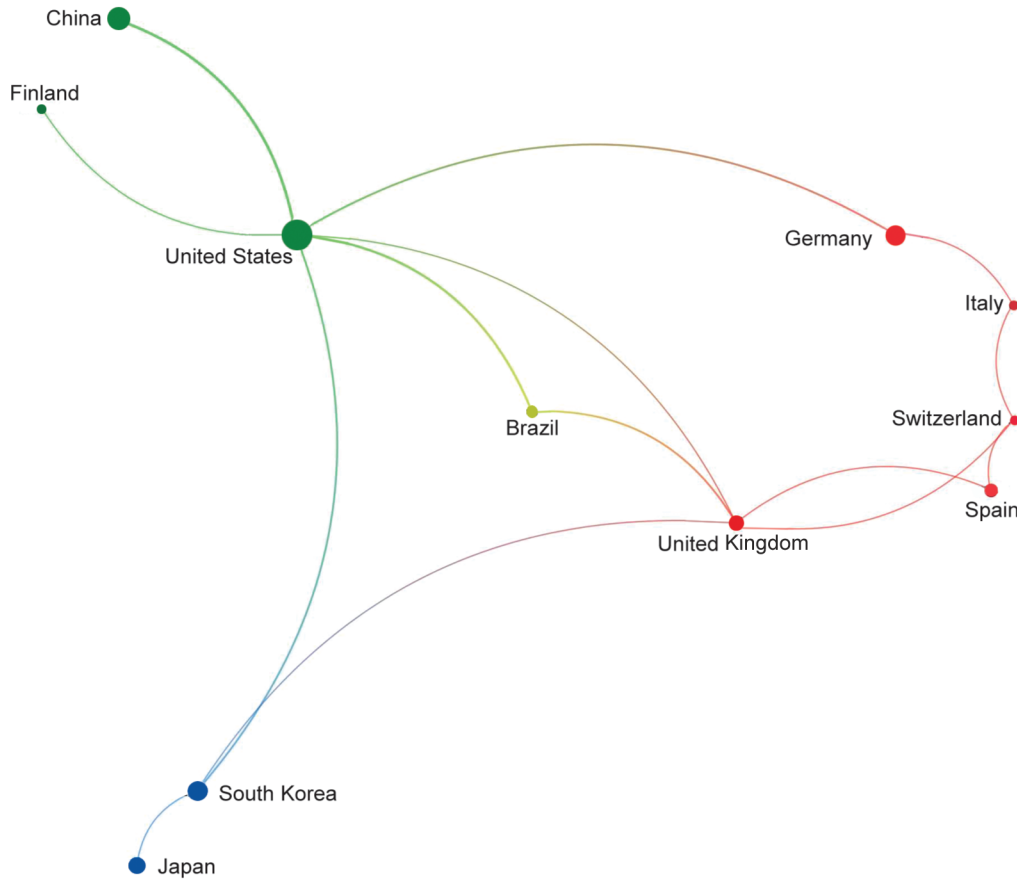 China
Finland
United States
Germany
Italy
Brazil
Switzerland
Spain
United Kingdom
South Korea
Japan